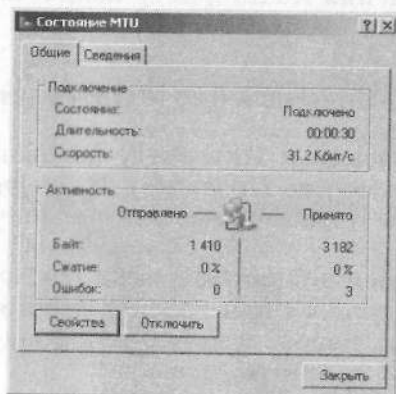 Состояние MTU
Общие Сведения
Подключение
Состояние: Подключено
Длительность: 00:00:30
Скорость: 31.2 Кбит/с
Активность
Отправлено — — Принято
Байт: 1 410 3 182
Сжатие: 0 % 0 %
Ошибок: 0 3
Свойства Отключить
Закрыть